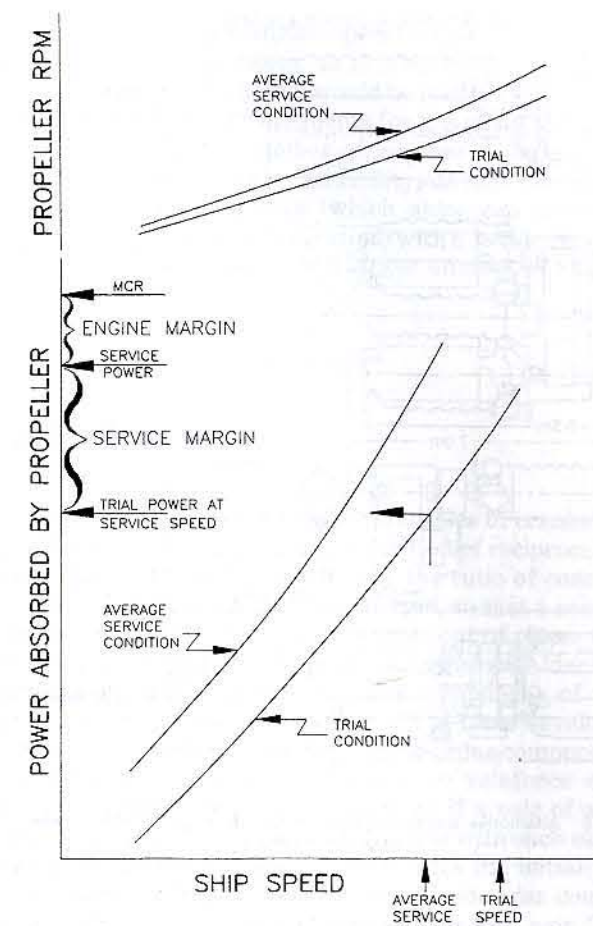 PROPELLER RPM
AVERAGE
SERVICE
CONDITION
TRIAL
CONDITION
POWER ABSORBED BY PROPELLER
MCR
ENGINE MARGIN
SERVICE
POWER
SERVICE MARGIN
TRIAL POWER AT
SERVICE SPEED
AVERAGE
SERVICE
CONDITION
TRIAL
CONDITION
SHIP SPEED
AVERAGE
SERVICE
TRIAL
SPEED